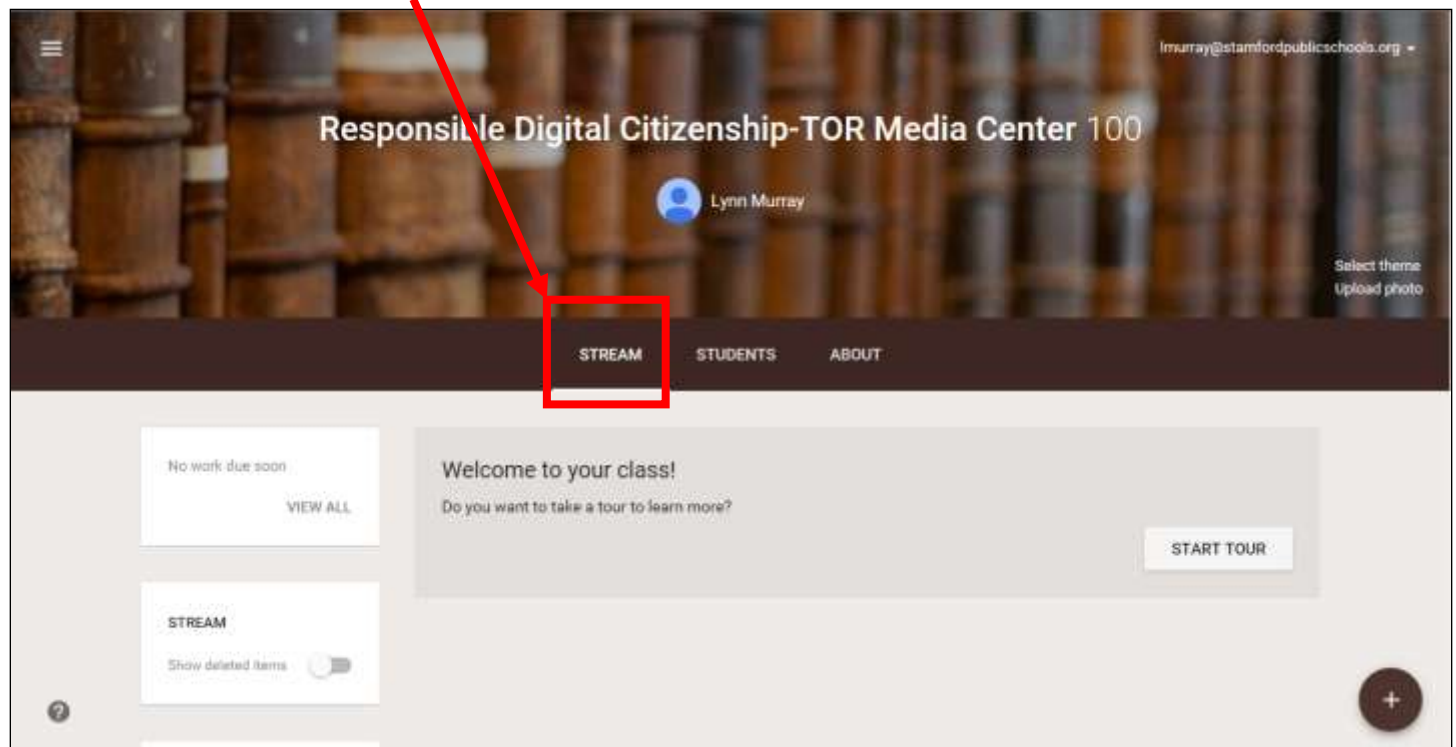 lmurray@stamfordpublicschools.org
Responsible Digital Citizenship-TOR Media Center 100
Lynn Murray
Select theme
Upload photo
STREAM STUDENTS ABOUT
No work due soon
VIEW ALL
Welcome to your class!
Do you want to take a tour to learn more?
START TOUR
STREAM
Show deleted items